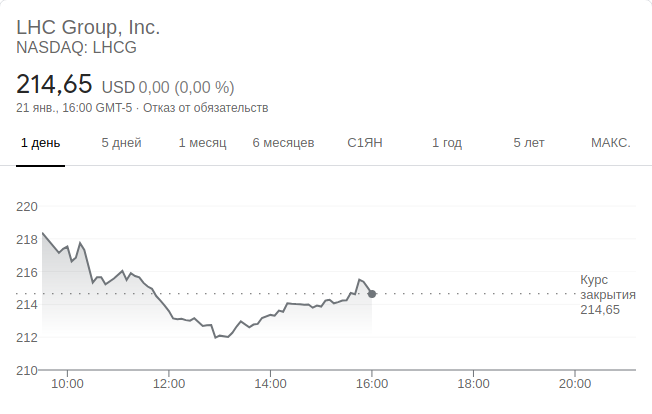 LHC Group, Inc.
NASDAQ: LHCG
214,65 USD 0,00 (0,00 %)
21 янв., 16:00 GMT-5 · Отказ от обязательств
1 день 5 дней 1 месяц 6 месяцев С1ЯН 1 год 5 лет МАКС.
220
218
216
214
212
210
Курс
закрытия
214,65
10:00 12:00 14:00 16:00 18:00 20:00